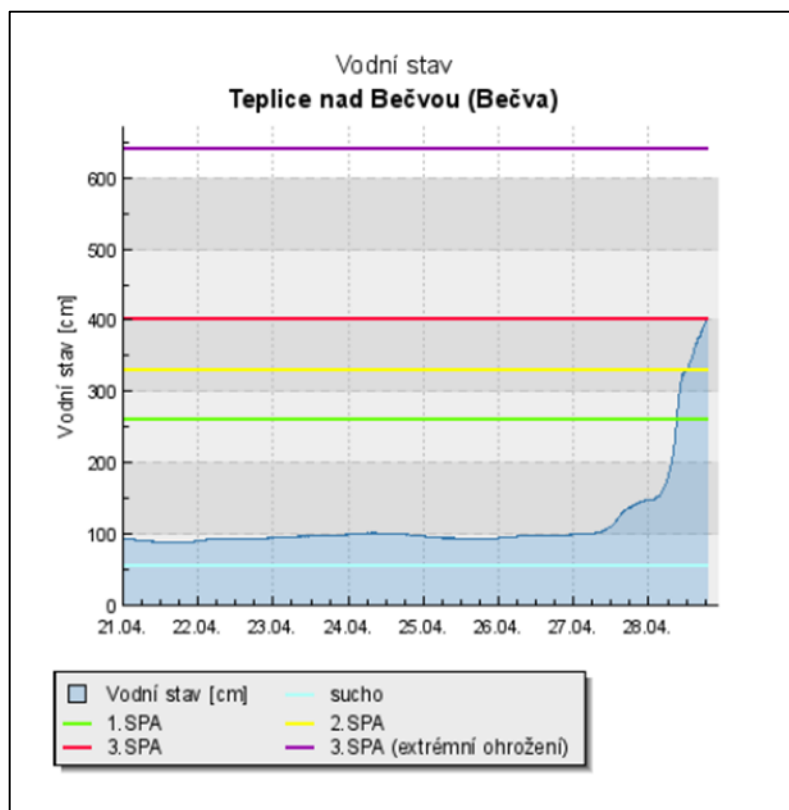 Vodní stav
Teplice nad Bečvou (Bečva)
Vodní stav [cm]
600
500
400
300
200
100
0
21.04. 22.04. 23.04. 24.04. 25.04. 26.04. 27.04. 28.04.
Vodní stav [cm] sucho
1.SPA 2.SPA
3.SPA 3.SPA (extrémní ohrožení)